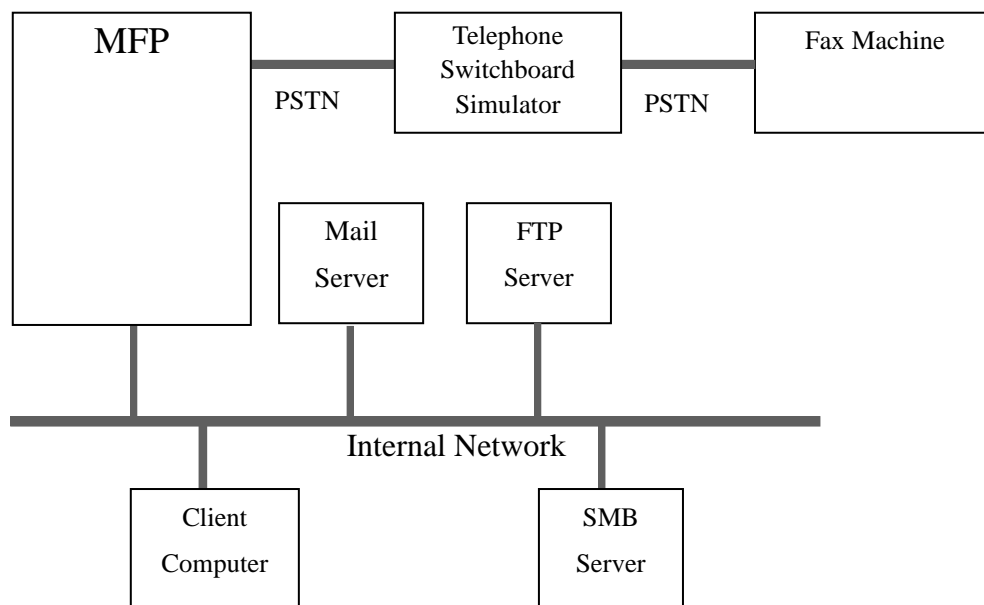 MFP
Telephone
Switchboard
Simulator
Fax Machine
PSTN
PSTN
Mail
Server
FTP
Server
Internal Network
Client
Computer
SMB
Server